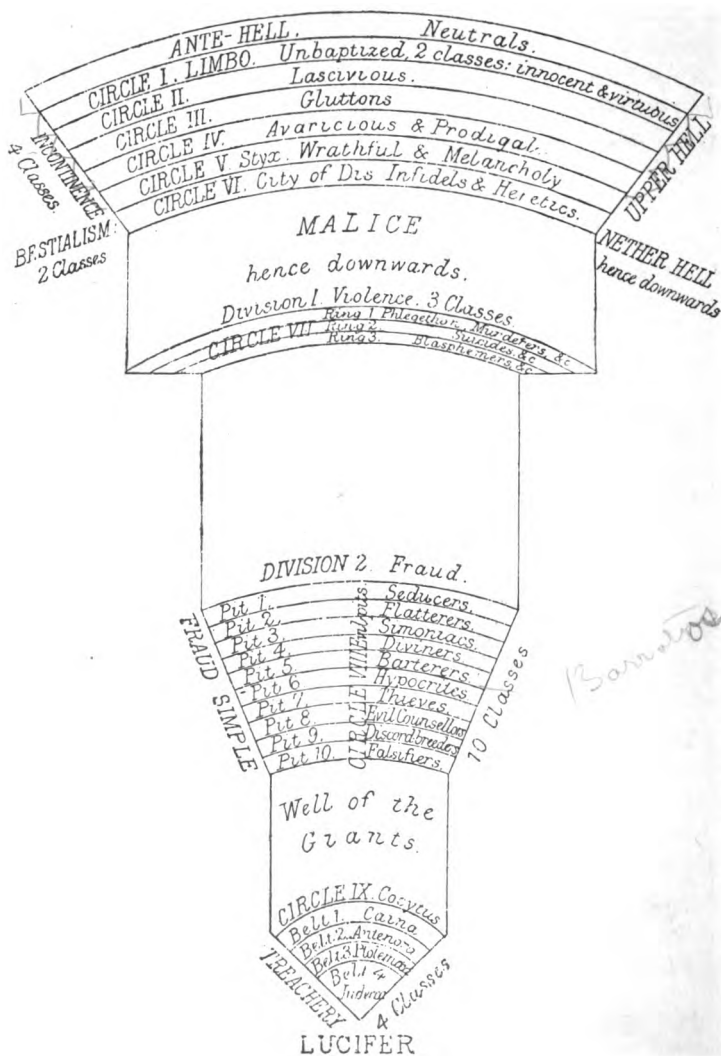 ANTE-HELL. Neutrals.
CIRCLE I. LIMBO. Unbaptized, 2 classes: innocent & virtuous
CIRCLE II. Lascivious.
CIRCLE III. Gluttons
CIRCLE IV. Avaricious & Prodigal.
CIRCLE V Styx. Wrathful & Melancholy
CIRCLE VI. City of Dis Infidels & Heretics.
INCONTINENCE
4 Classes.
UPPER HELL
BESTIALISM:
2 Classes
NETHER HELL
hence downwards
MALICE
hence downwards.
Division 1. Violence. 3 Classes.
CIRCLE VII
Ring 1. Phlegethon, Murderers, &c
Ring 2. Suicides, &c
Ring 3. Blasphemers, &c
DIVISION 2. Fraud.
Pit 1. Seducers.
Pit 2. Flatterers.
Pit 3. Simoniacs.
Pit 4. Diviners.
Pit 5. Barterers.
Pit 6 Hypocrites
Pit 7. Thieves.
Pit 8. Evil Counsellors
Pit 9. Discordbreeders.
Pit 10. Falsifiers.
CIRCLE VIII
FRAUD SIMPLE
10 Classes
Well of the
Giants.
CIRCLE IX. Cocytus
Belt 1. Caina
Belt 2. Antenora
Belt 3
Belt 4
TREACHERY
4 Classes
LUCIFER